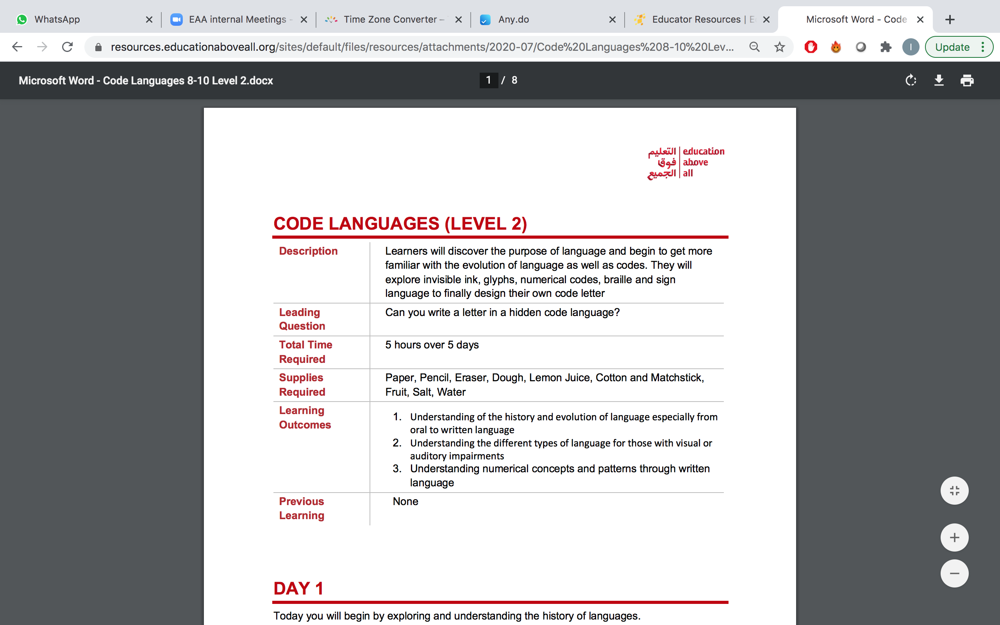 WhatsApp
EAA internal Meetings -
Time Zone Converter –
Any.do
Educator Resources | E
Microsoft Word - Code
resources.educationaboveall.org/sites/default/files/resources/attachments/2020-07/Code%20Languages%208-10%20Lev...
I
Update
Microsoft Word - Code Languages 8-10 Level 2.docx
1 / 8
التعليم
فوق
الجميع
education
above
all
CODE LANGUAGES (LEVEL 2)
Description
Learners will discover the purpose of language and begin to get more
familiar with the evolution of language as well as codes. They will
explore invisible ink, glyphs, numerical codes, braille and sign
language to finally design their own code letter
Leading
Question
Can you write a letter in a hidden code language?
Total Time
Required
5 hours over 5 days
Supplies
Required
Paper, Pencil, Eraser, Dough, Lemon Juice, Cotton and Matchstick,
Fruit, Salt, Water
Learning
Outcomes
1. Understanding of the history and evolution of language especially from
oral to written language
2. Understanding the different types of language for those with visual or
auditory impairments
3. Understanding numerical concepts and patterns through written
language
Previous
Learning
None
DAY 1
Today you will begin by exploring and understanding the history of languages.